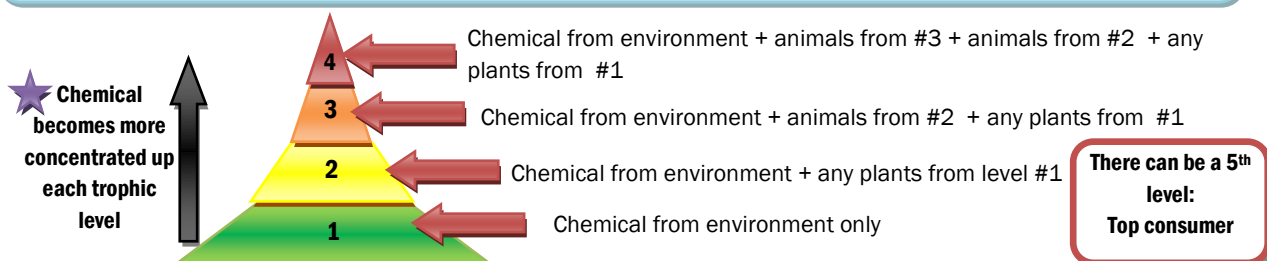 4
Chemical from environment + animals from #3 + animals from #2 + any
plants from #1
Chemical
becomes more
concentrated up
each trophic
level
3
Chemical from environment + animals from #2 + any plants from #1
2
Chemical from environment + any plants from level #1
There can be a 5th
level:
Top consumer
1
Chemical from environment only